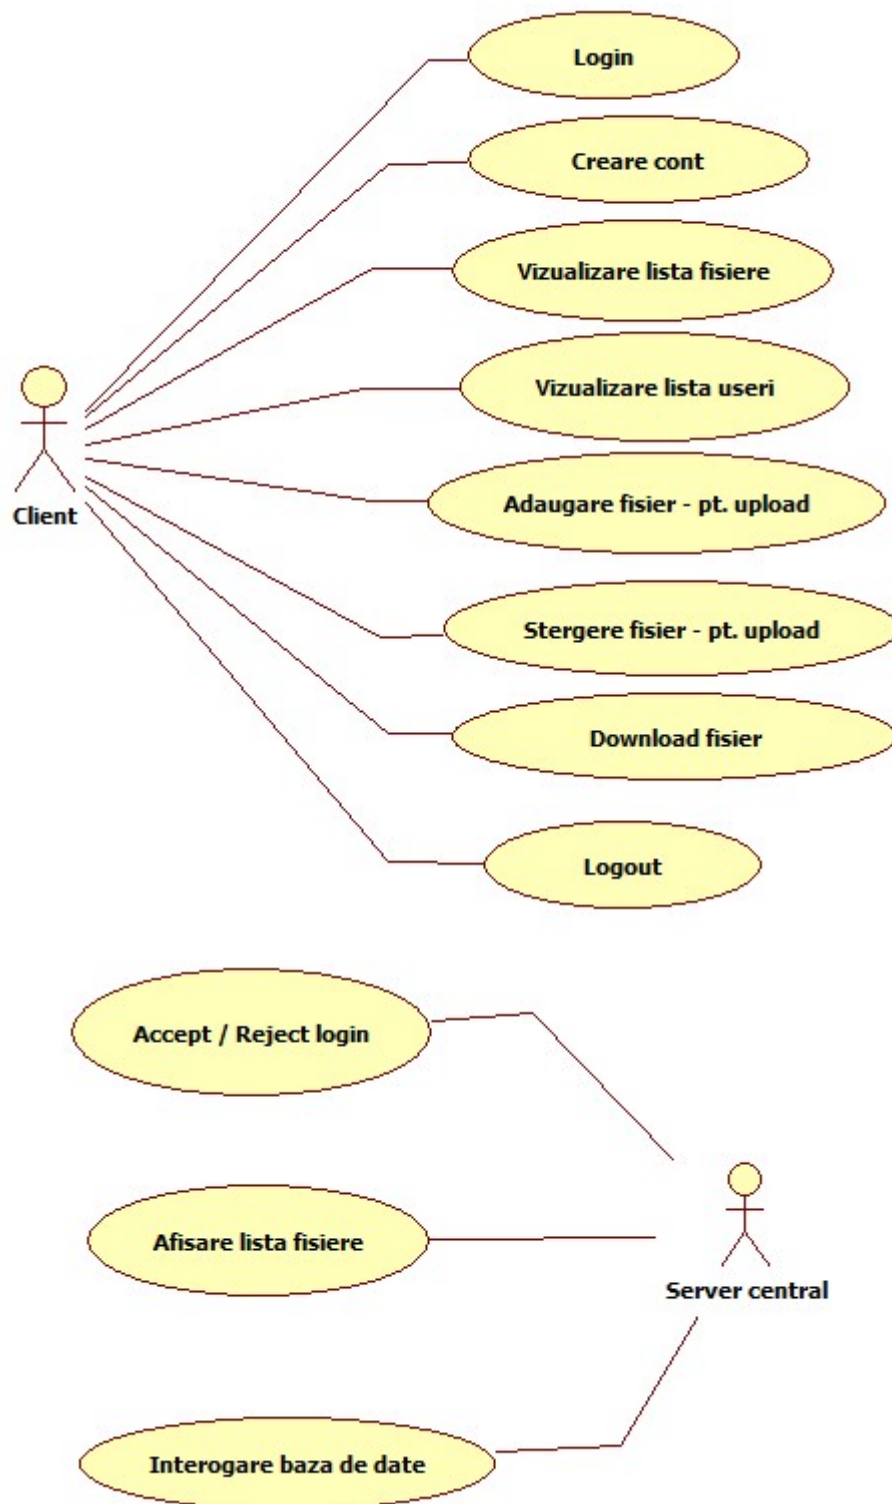 Login
Creare cont
Vizualizare lista fisiere
Vizualizare lista useri
Client
Adaugare fisier - pt. upload
Stergere fisier - pt. upload
Download fisier
Logout
Accept / Reject login
Afisare lista fisiere
Server central
Interogare baza de date